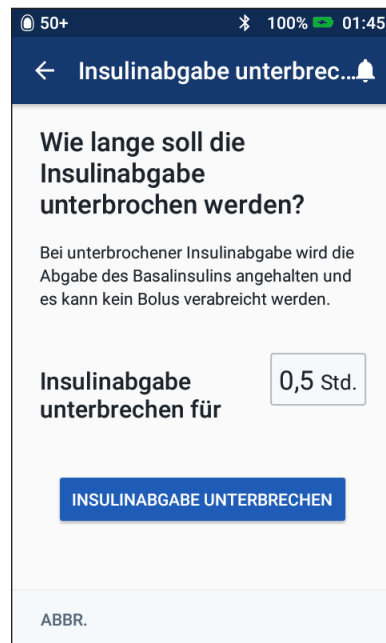 50+ 100% 01:45
Insulinabgabe unterbrec...
Wie lange soll die
Insulinabgabe
unterbrochen werden?
Bei unterbrochener Insulinabgabe wird die
Abgabe des Basalinsulins angehalten und
es kann kein Bolus verabreicht werden.
Insulinabgabe
unterbrechen für
0,5 Std.
INSULINABGABE UNTERBRECHEN
ABBR.